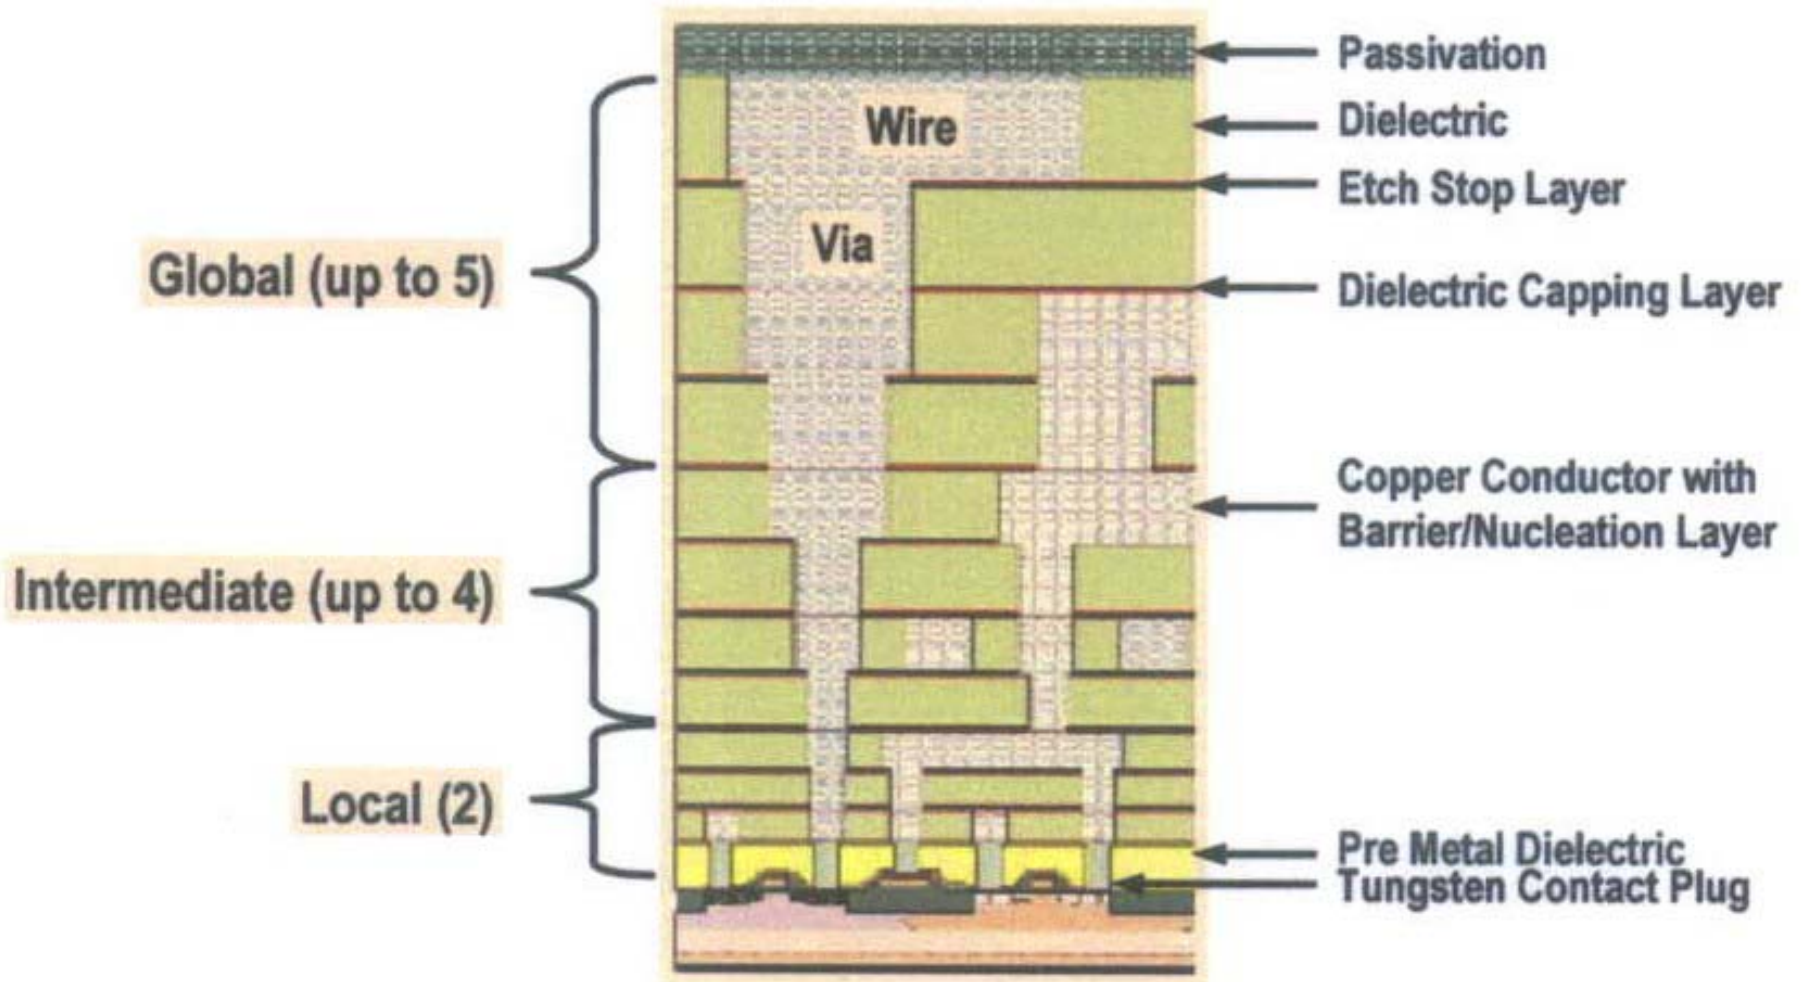 Passivation
Wire
Dielectric
Etch Stop Layer
Via
Global (up to 5)
Dielectric Capping Layer
Copper Conductor with
Barrier/Nucleation Layer
Intermediate (up to 4)
Local (2)
Pre Metal Dielectric
Tungsten Contact Plug